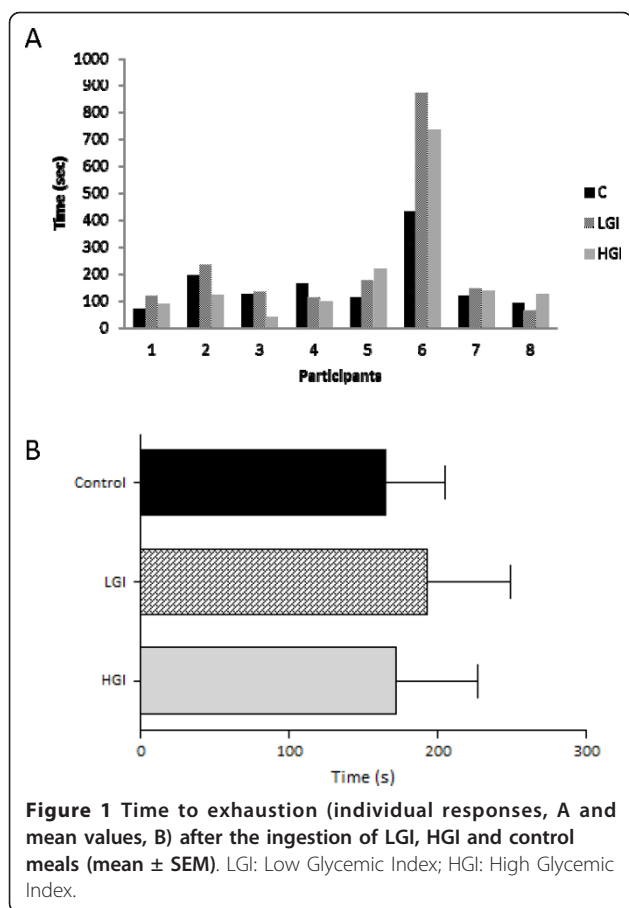 A
1000
900
800
700
600
500
400
300
200
100
0
Time (sec)
C
LGI
HGI
1 2 3 4 5 6 7 8
Participants
B
Control
LGI
HGI
0 100 200 300
Time (s)
Figure 1 Time to exhaustion (individual responses, A and
mean values, B) after the ingestion of LGI, HGI and control
meals (mean ± SEM). LGI: Low Glycemic Index; HGI: High Glycemic
Index.